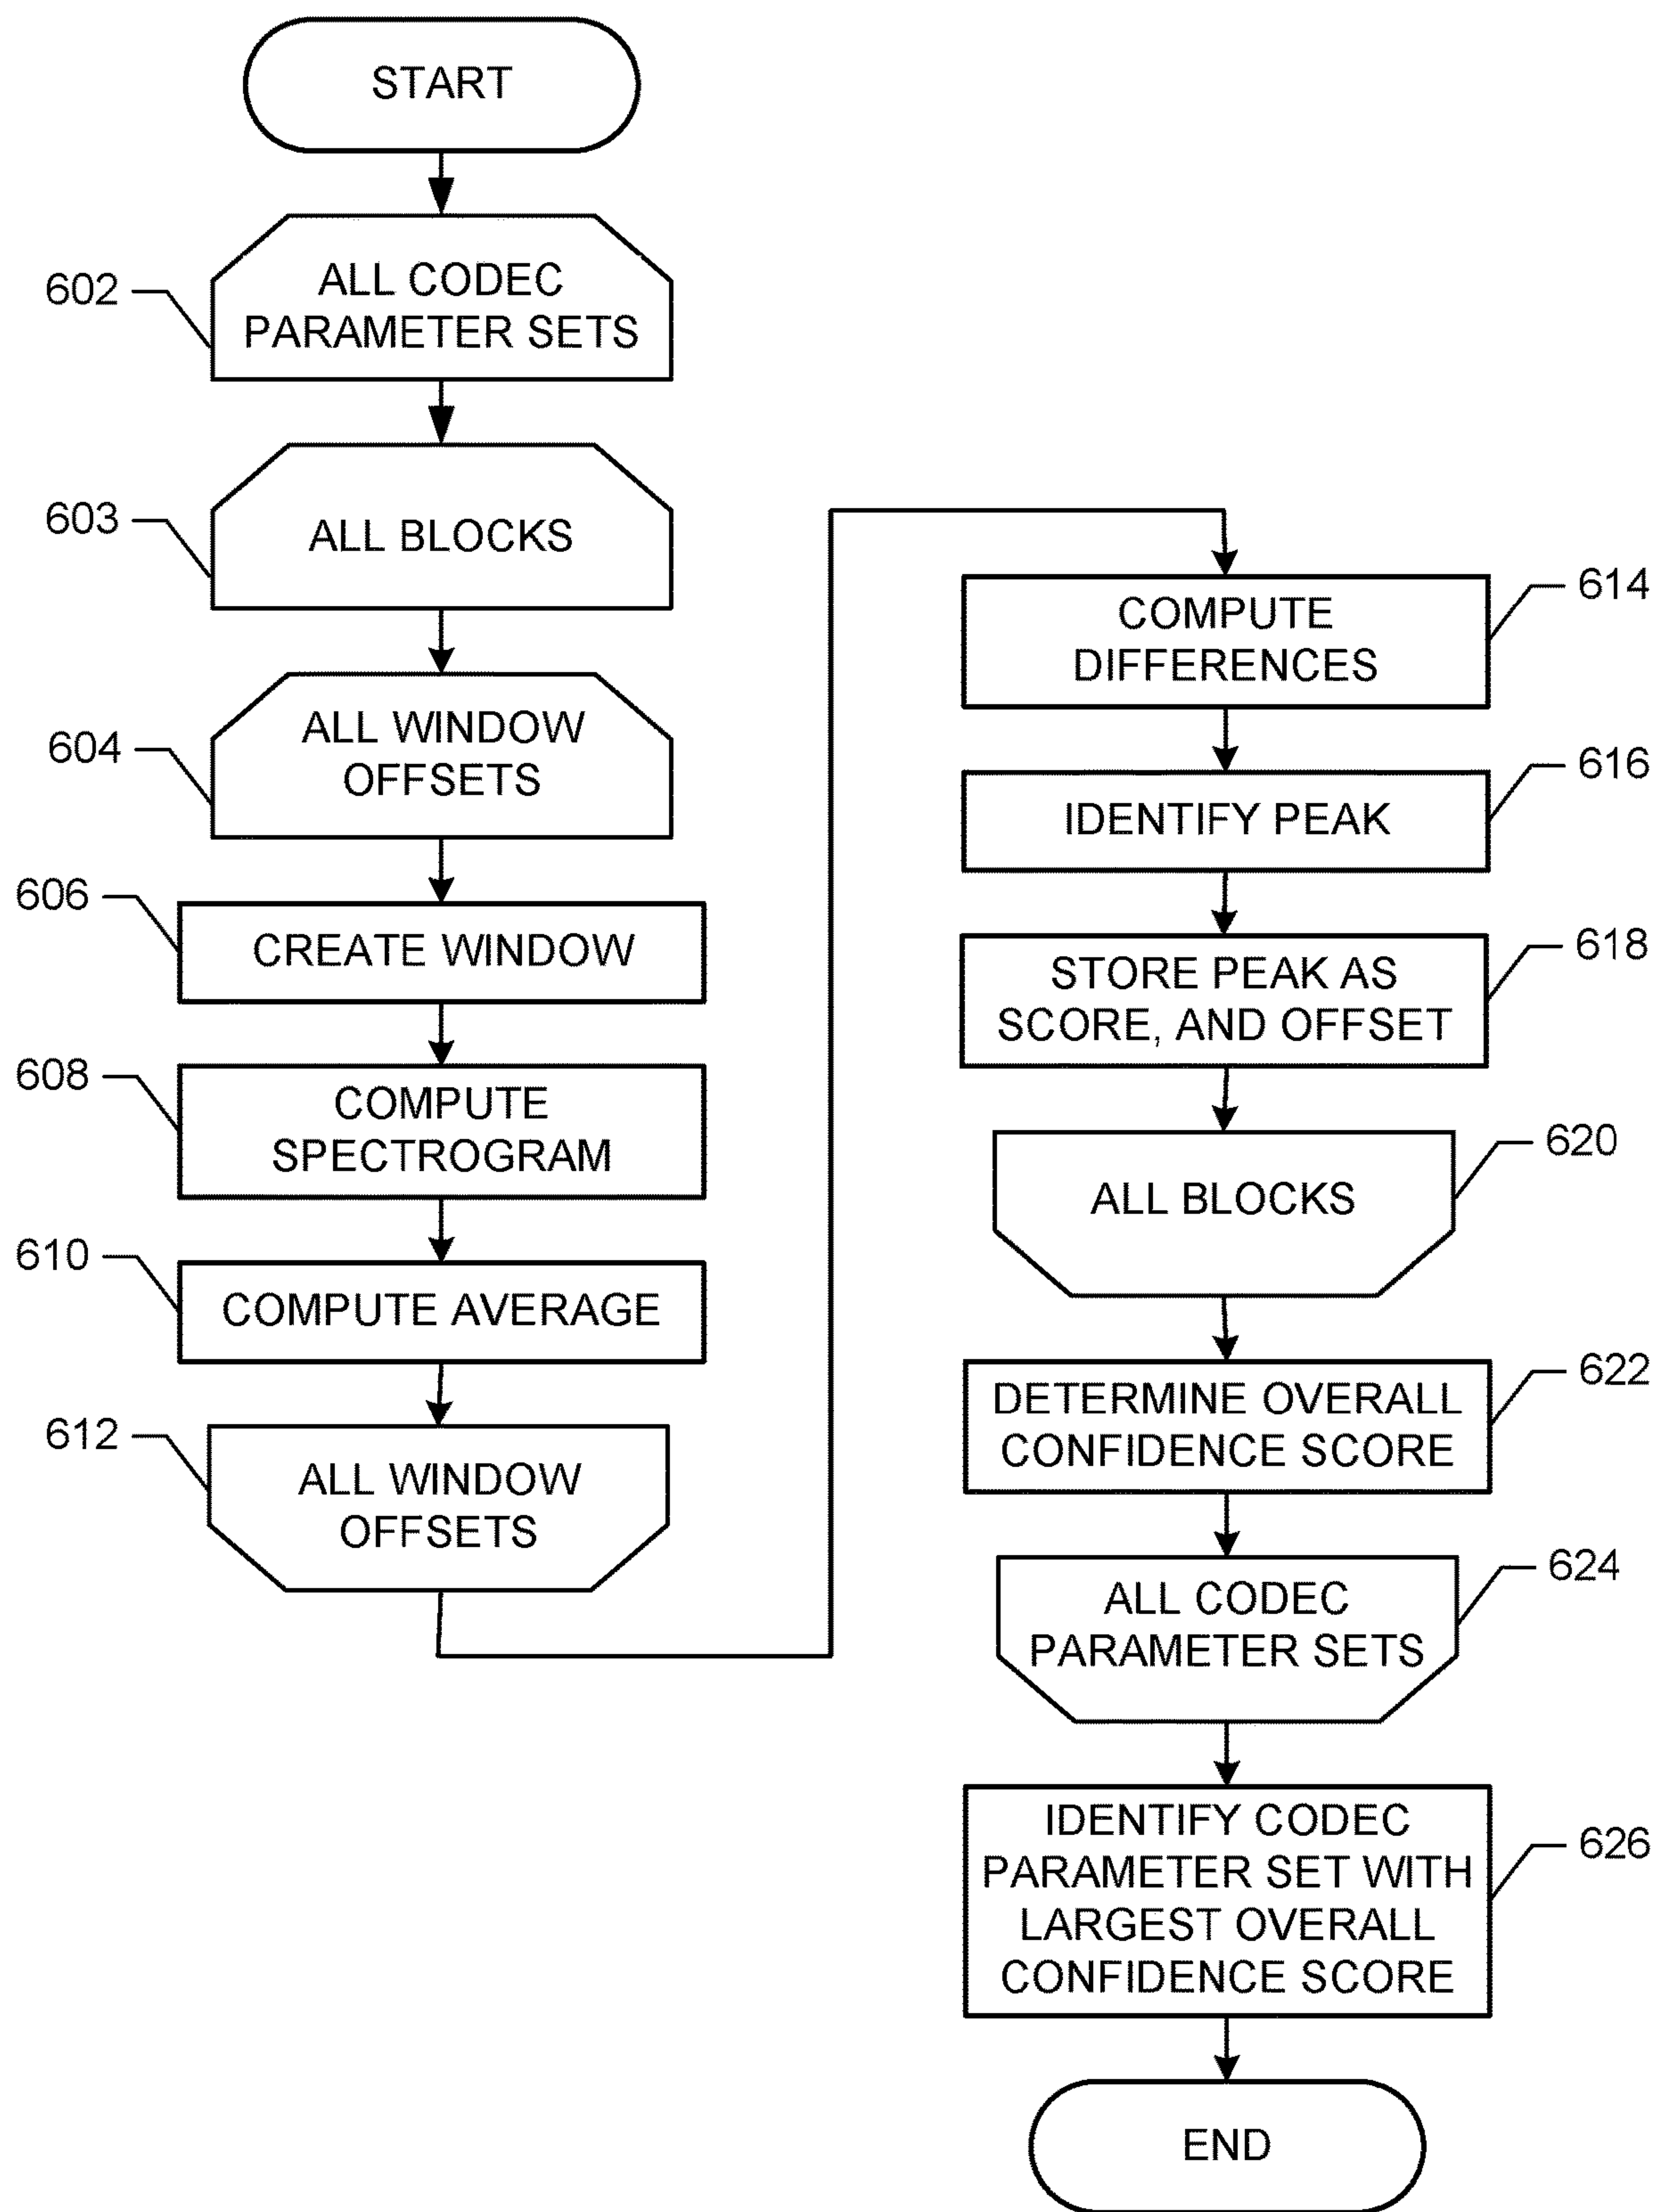 START
602
ALL CODEC
PARAMETER SETS
603
ALL BLOCKS
604
ALL WINDOW
OFFSETS
606
CREATE WINDOW
608
COMPUTE
SPECTROGRAM
610
COMPUTE AVERAGE
612
ALL WINDOW
OFFSETS
614
COMPUTE
DIFFERENCES
616
IDENTIFY PEAK
618
STORE PEAK AS
SCORE, AND OFFSET
620
ALL BLOCKS
622
DETERMINE OVERALL
CONFIDENCE SCORE
624
ALL CODEC
PARAMETER SETS
626
IDENTIFY CODEC
PARAMETER SET WITH
LARGEST OVERALL
CONFIDENCE SCORE
END